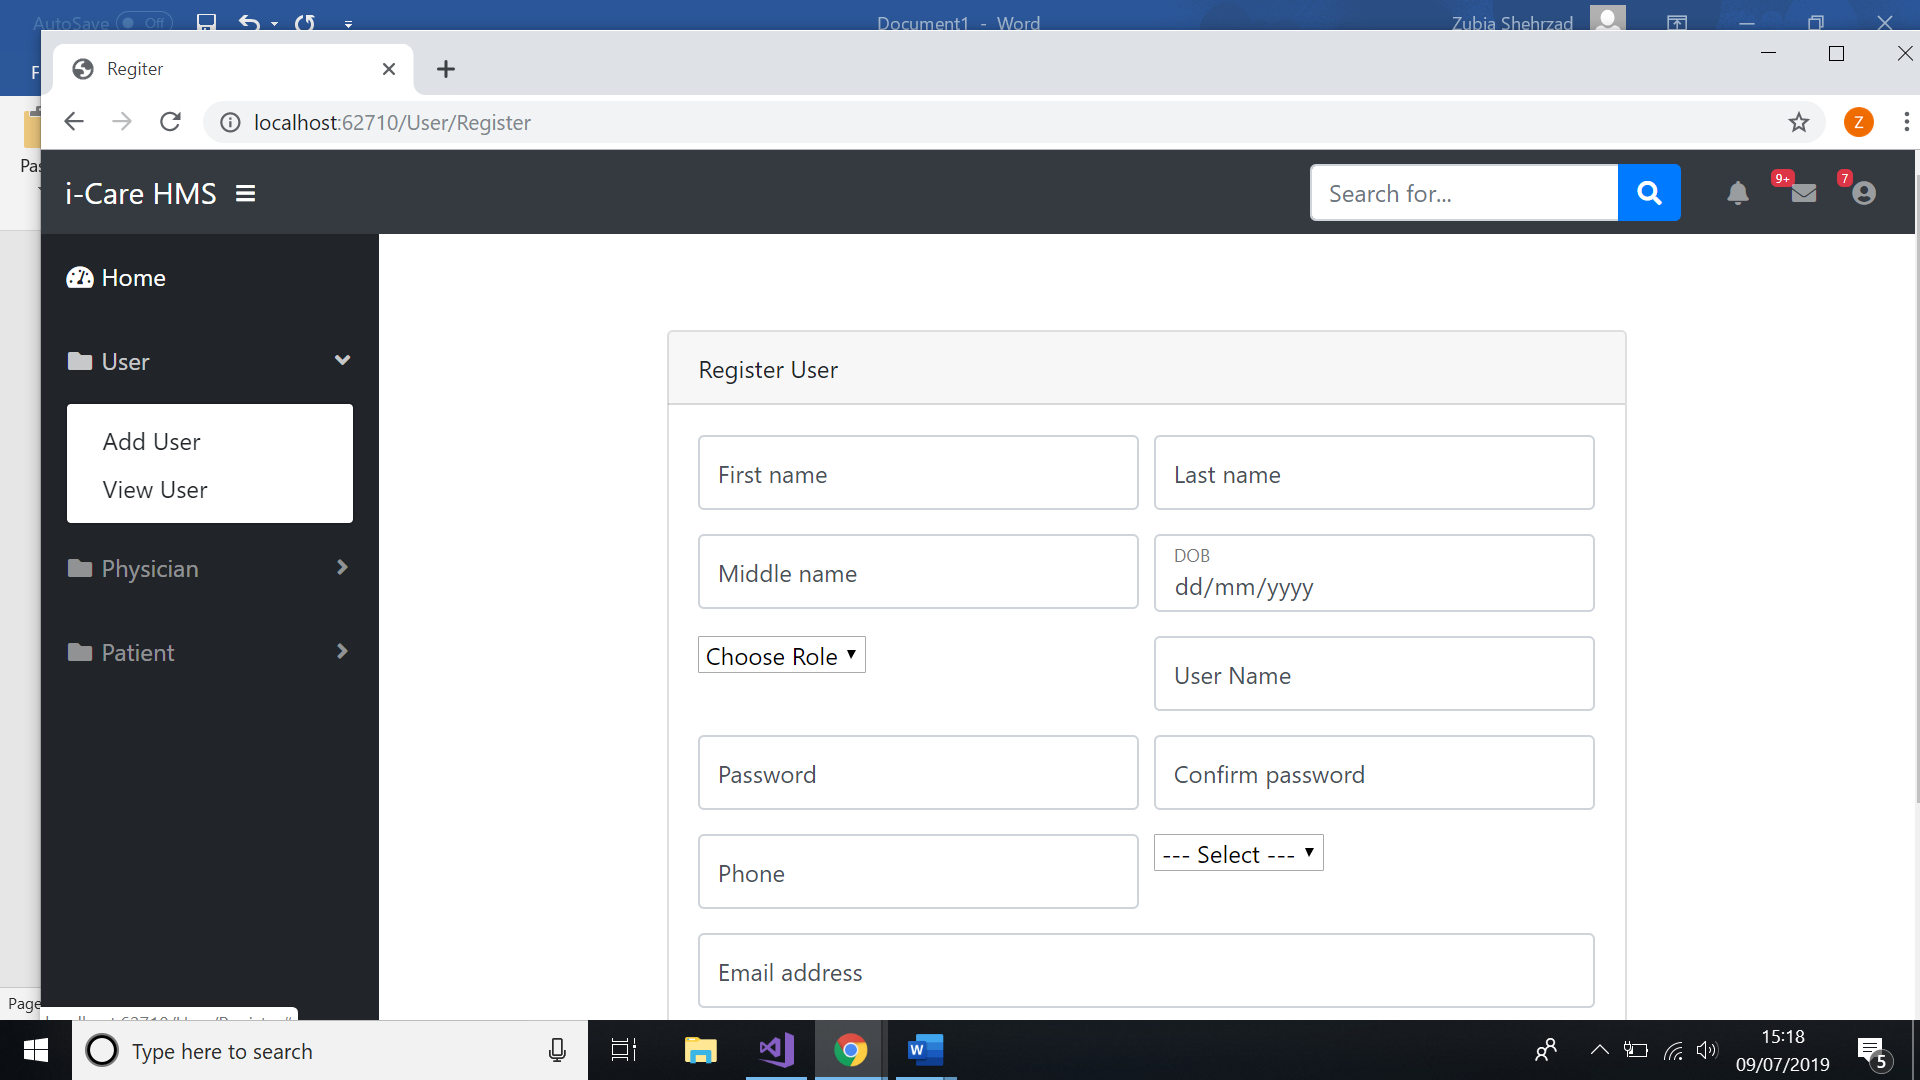 AutoSave Off
Document1 - Word
Zubia Shehrzad
F
Regiter
localhost:62710/User/Register
Z
Pas
i-Care HMS
Search for...
9+
7
Home
User
Add User
View User
Physician
Patient
Register User
First name
Last name
Middle name
DOB
dd/mm/yyyy
Choose Role
User Name
Password
Confirm password
Phone
--- Select ---
Email address
Page
Type here to search
W
15:18
09/07/2019
5